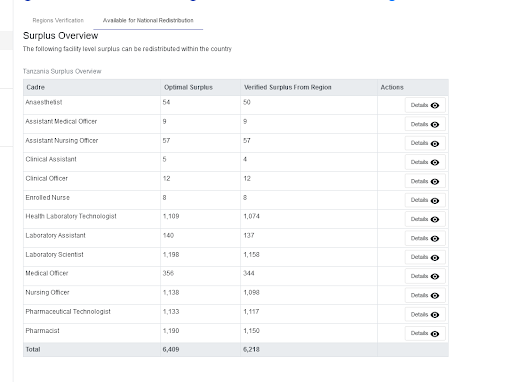 Regions Verification Available for National Redistribution
Surplus Overview
The following facility level surplus can be redistributed within the country
Tanzania Surplus Overview
Cadre Optimal Surplus Verified Surplus From Region Actions
Anaesthetist 54 50 Details
Assistant Medical Officer 9 9 Details
Assistant Nursing Officer 57 57 Details
Clinical Assistant 5 4 Details
Clinical Officer 12 12 Details
Enrolled Nurse 8 8 Details
Health Laboratory Technologist 1,109 1,074 Details
Laboratory Assistant 140 137 Details
Laboratory Scientist 1,198 1,158 Details
Medical Officer 356 344 Details
Nursing Officer 1,138 1,098 Details
Pharmaceutical Technologist 1,133 1,117 Details
Pharmacist 1,190 1,150 Details
Total 6,409 6,218